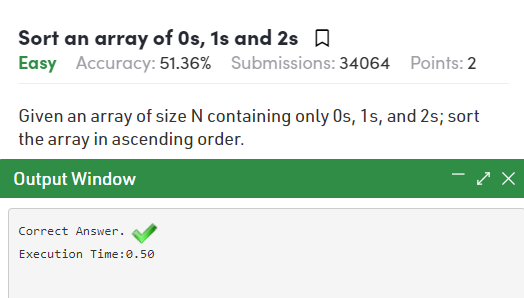 Sort an array of 0s, 1s and 2s
Easy Accuracy: 51.36% Submissions: 34064 Points: 2
Given an array of size N containing only 0s, 1s, and 2s; sort
the array in ascending order.
Output Window
Correct Answer.
Execution Time:0.50